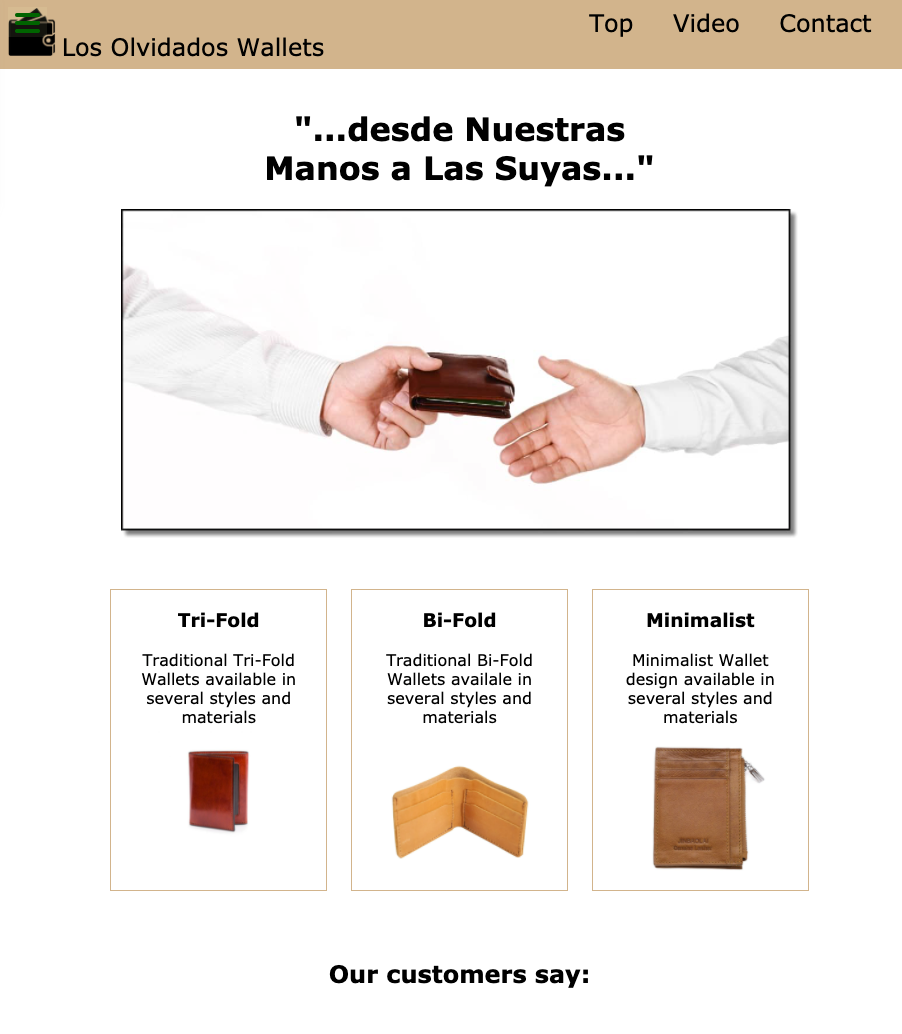 Los Olvidados Wallets
Top Video Contact
"...desde Nuestras
Manos a Las Suyas..."
Tri-Fold
Traditional Tri-Fold
Wallets available in
several styles and
materials
Bi-Fold
Traditional Bi-Fold
Wallets availale in
several styles and
materials
Minimalist
Minimalist Wallet
design available in
several styles and
materials
Our customers say: